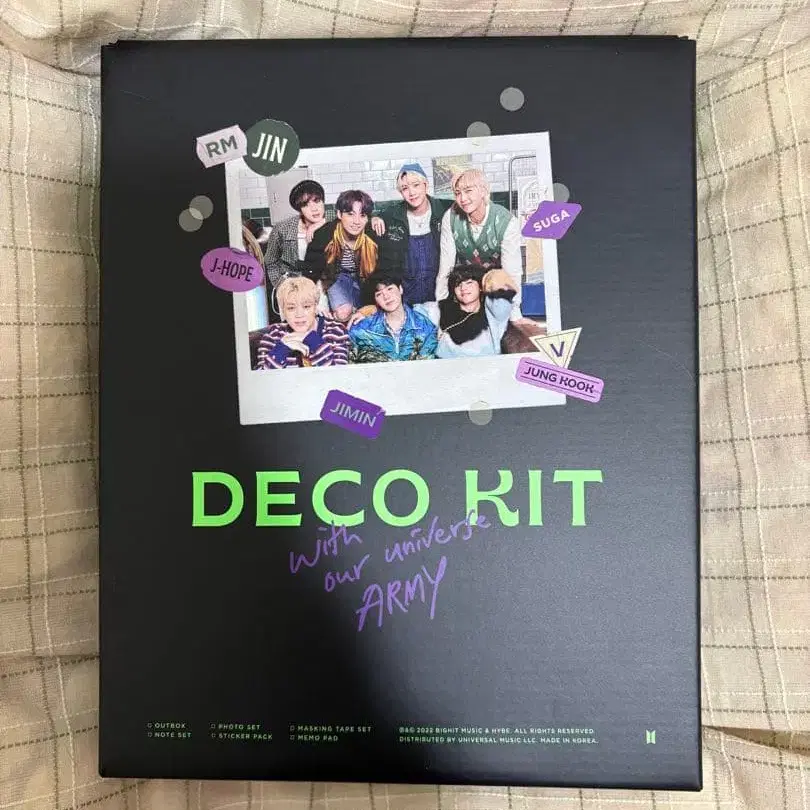 RM
JIN
SUGA
J-HOPE
V
JUNG KOOK
JIMIN
DECO KIT
with
our universe
ARMY
OUTBOX
PHOTO SET
MASKING TAPE SET
NOTE SET
STICKER PACK
MEMO PAD
℗&© 2022 BIGHIT MUSIC & HYBE. ALL RIGHTS RESERVED.
DISTRIBUTED BY UNIVERSAL MUSIC LLC. MADE IN KOREA.